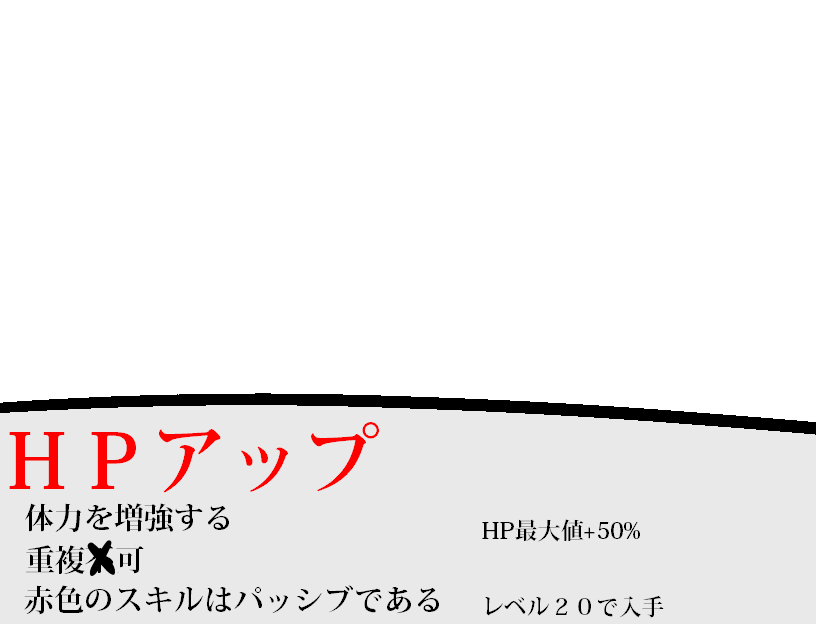 HPアップ
体力を増強する
重複可
赤色のスキルはパッシブである
HP最大値+50%
レベル２０で入手